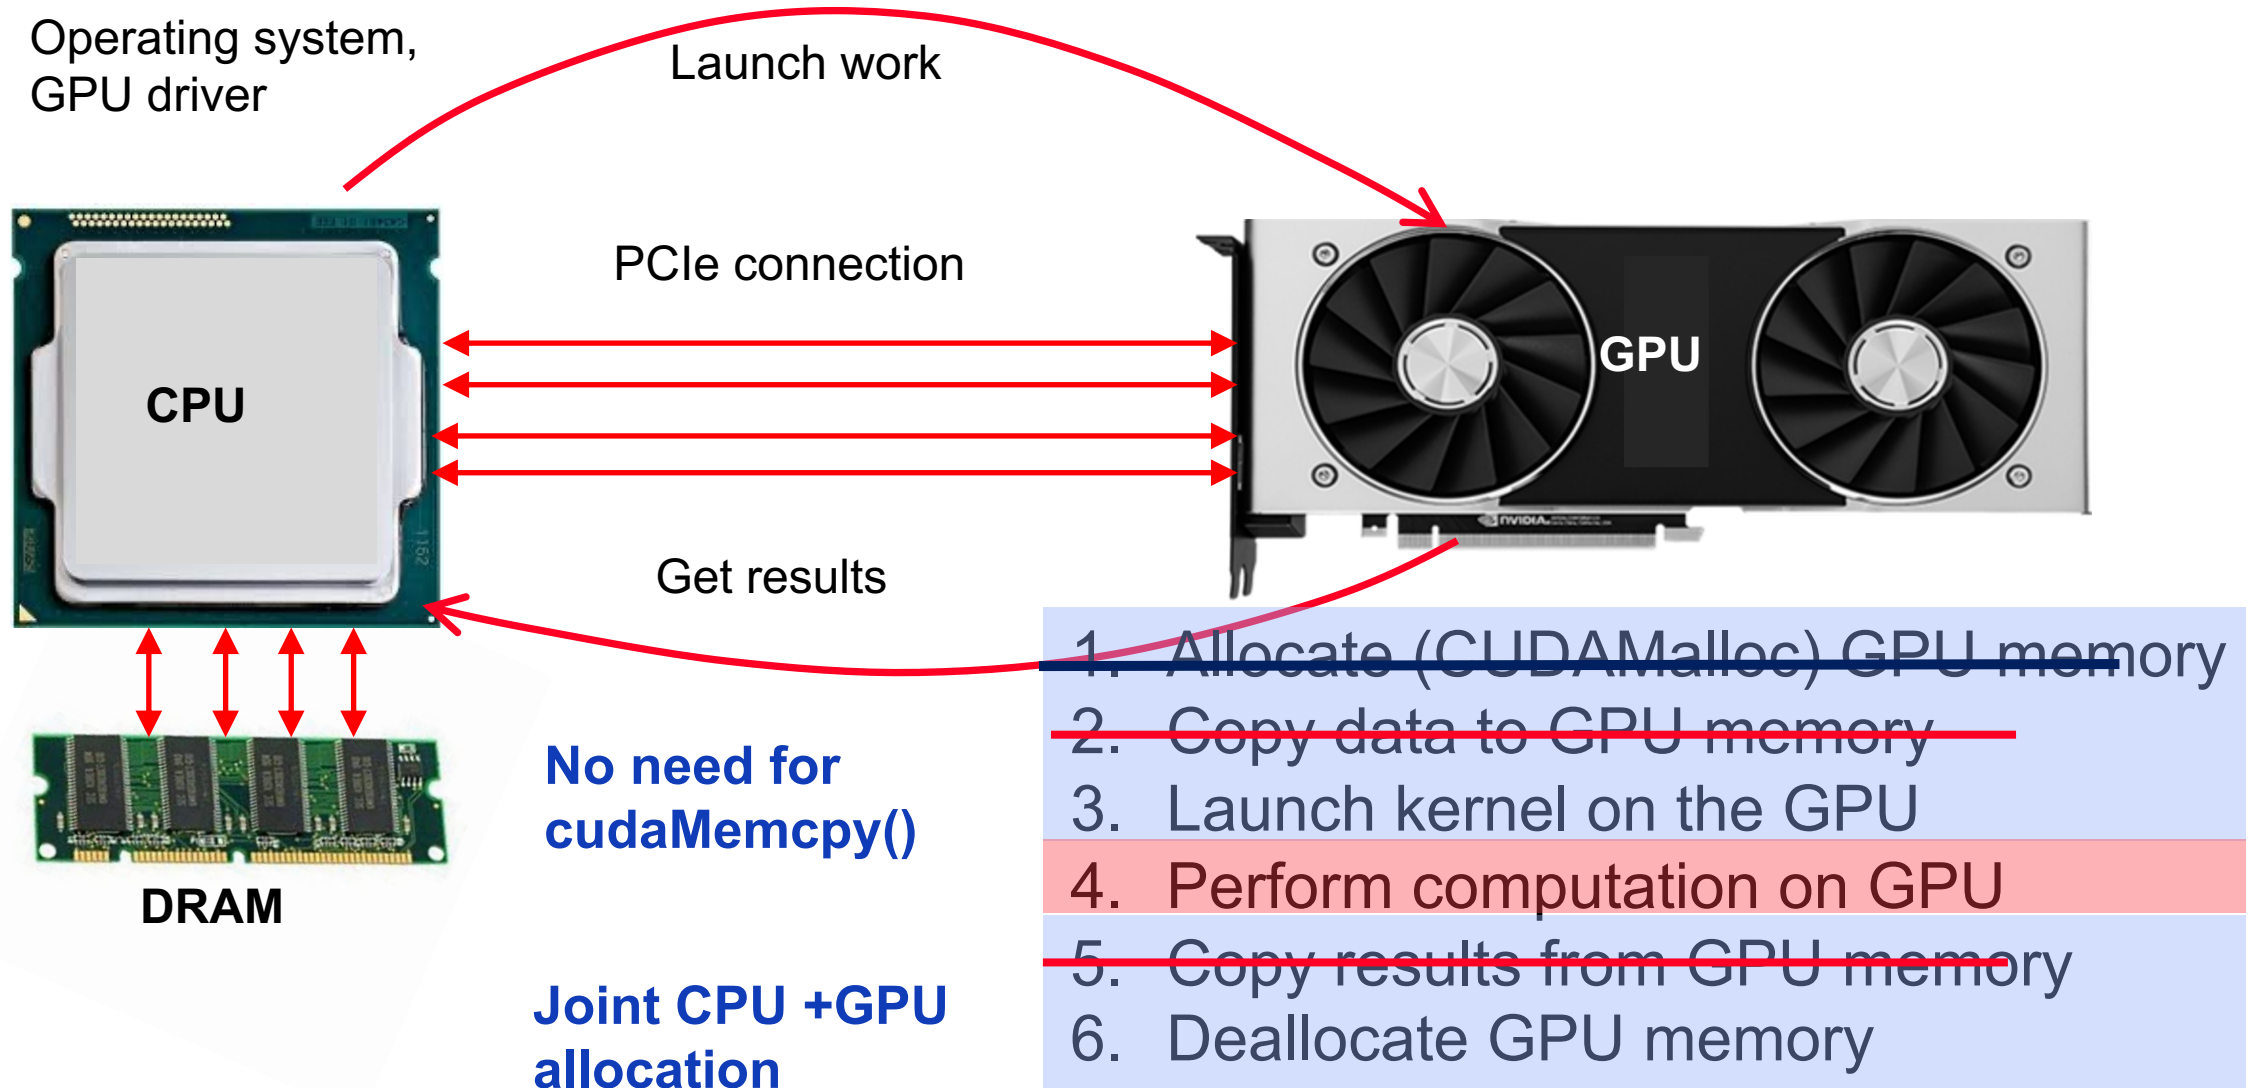 Operating system,
GPU driver
Launch work
PCIe connection
CPU
GPU
NVIDIA
1152
Get results
DRAM
No need for
cudaMemcpy()
Joint CPU +GPU
allocation
1. Allocate (CUDAMalloc) GPU memory
2. Copy data to GPU memory
3. Launch kernel on the GPU
4. Perform computation on GPU
5. Copy results from GPU memory
6. Deallocate GPU memory